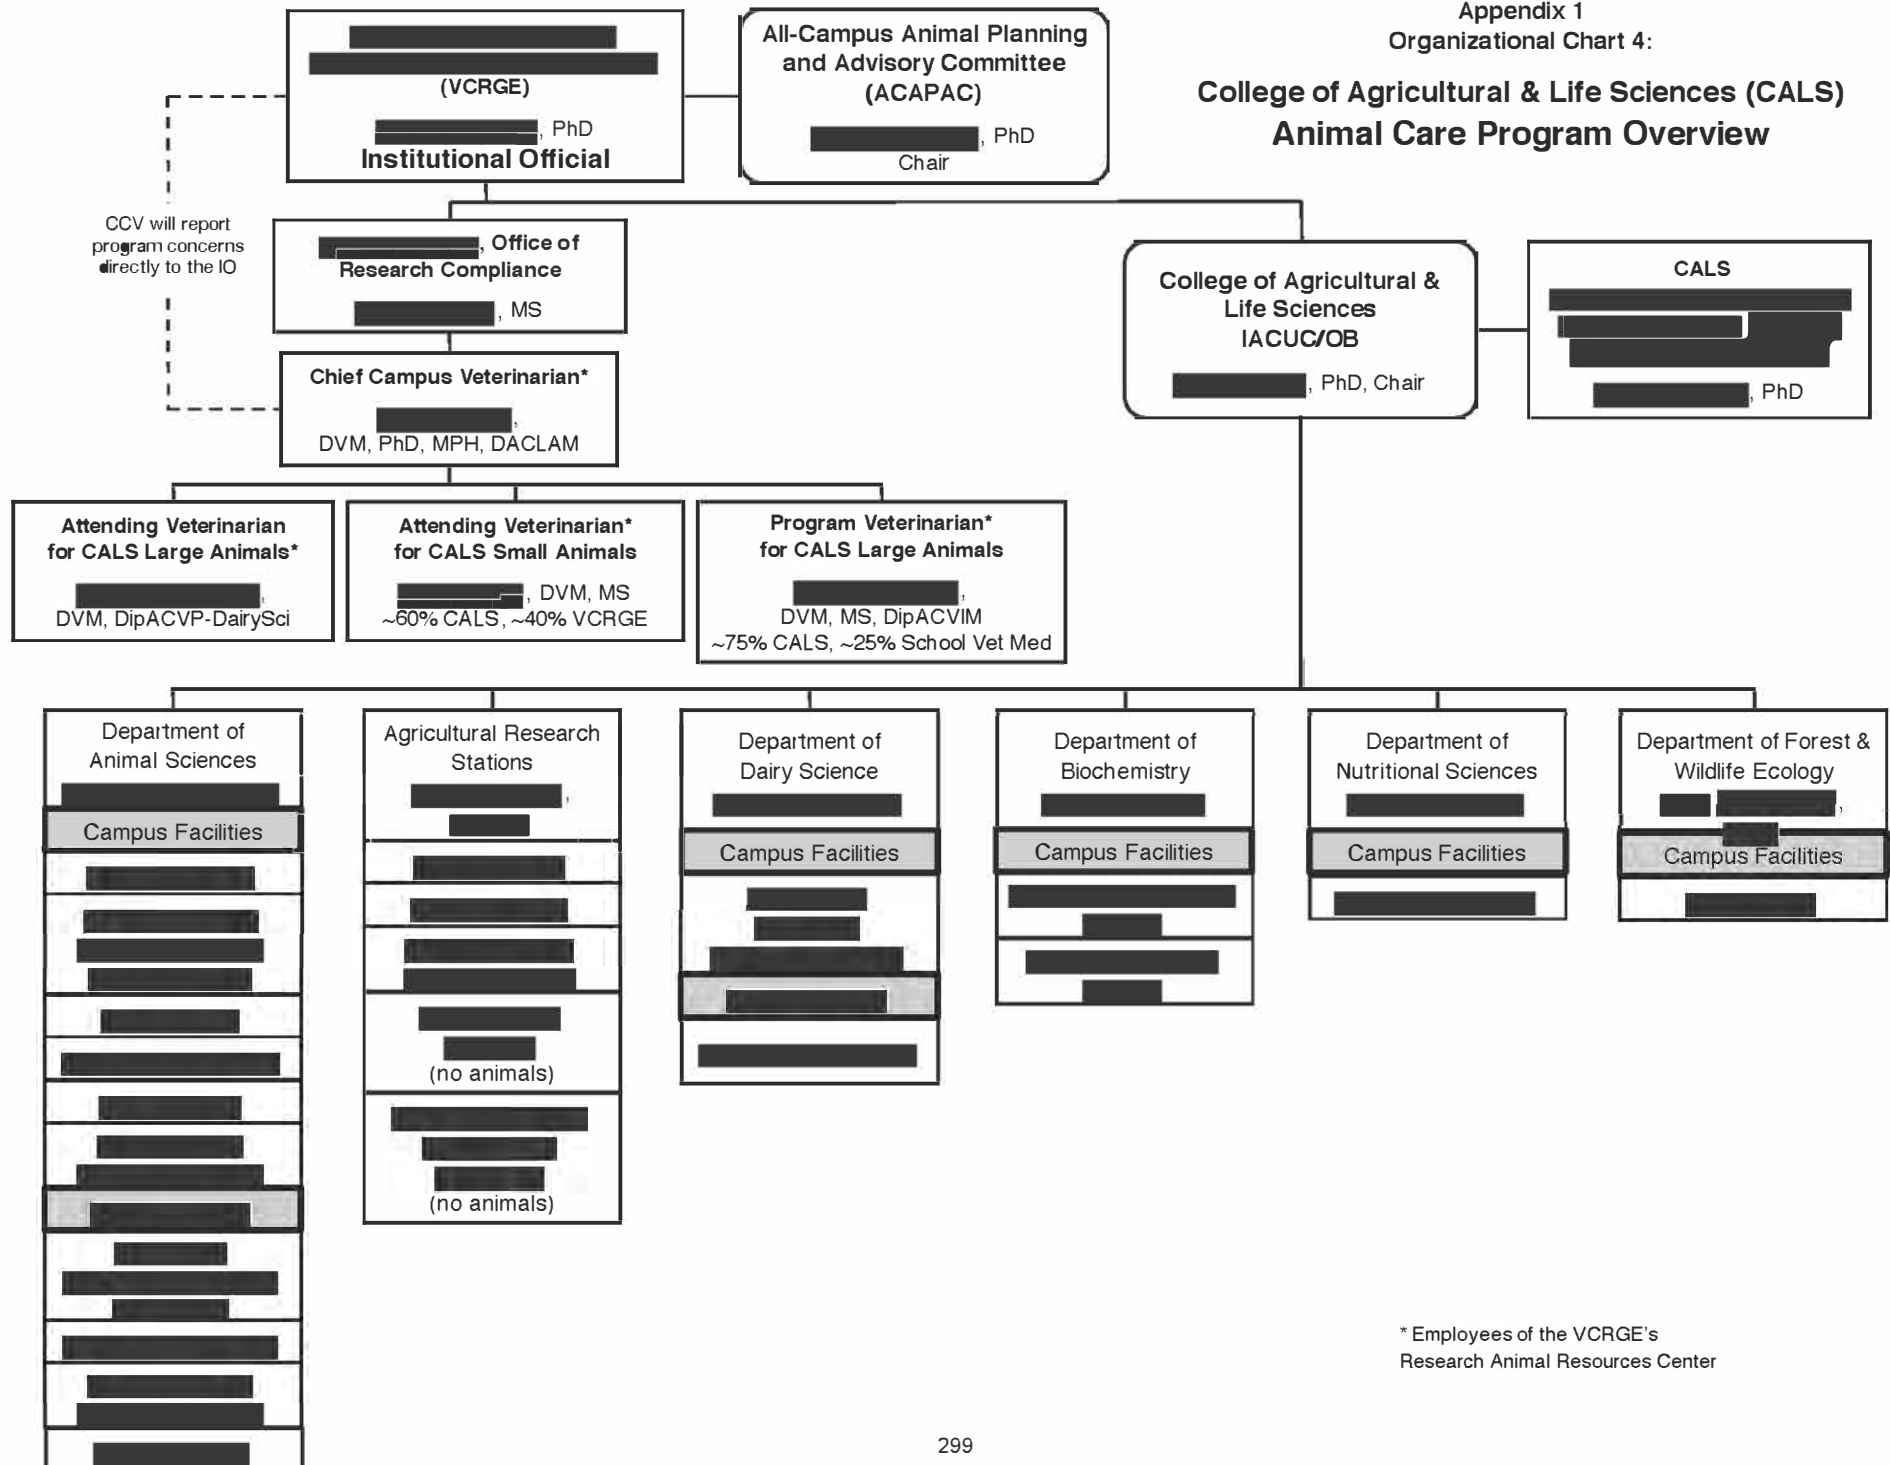 Appendix 1
Organizational Chart 4:
College of Agricultural & Life Sciences (CALS)
Animal Care Program Overview
(VCRGE)
, PhD
Institutional Official
All-Campus Animal Planning
and Advisory Committee
(ACAPAC)
, PhD
Chair
CCV will report
program concerns
directly to the IO
, Office of
Research Compliance
, MS
College of Agricultural &
Life Sciences
IACUC/OB
, PhD, Chair
CALS
, PhD
Chief Campus Veterinarian*
,
DVM, PhD, MPH, DACLAM
Attending Veterinarian
for CALS Large Animals*
,
DVM, DipACVP-DairySci
Attending Veterinarian*
for CALS Small Animals
, DVM, MS
~60% CALS, ~40% VCRGE
Program Veterinarian*
for CALS Large Animals
,
DVM, MS, DipACVIM
~75% CALS, ~25% School Vet Med
Department of
Animal Sciences
Campus Facilities
Agricultural Research
Stations
,
(no animals)
(no animals)
Department of
Dairy Science
Campus Facilities
Department of
Biochemistry
Campus Facilities
Department of
Nutritional Sciences
Campus Facilities
Department of Forest &
Wildlife Ecology
,
Campus Facilities
* Employees of the VCRGE's
Research Animal Resources Center
299